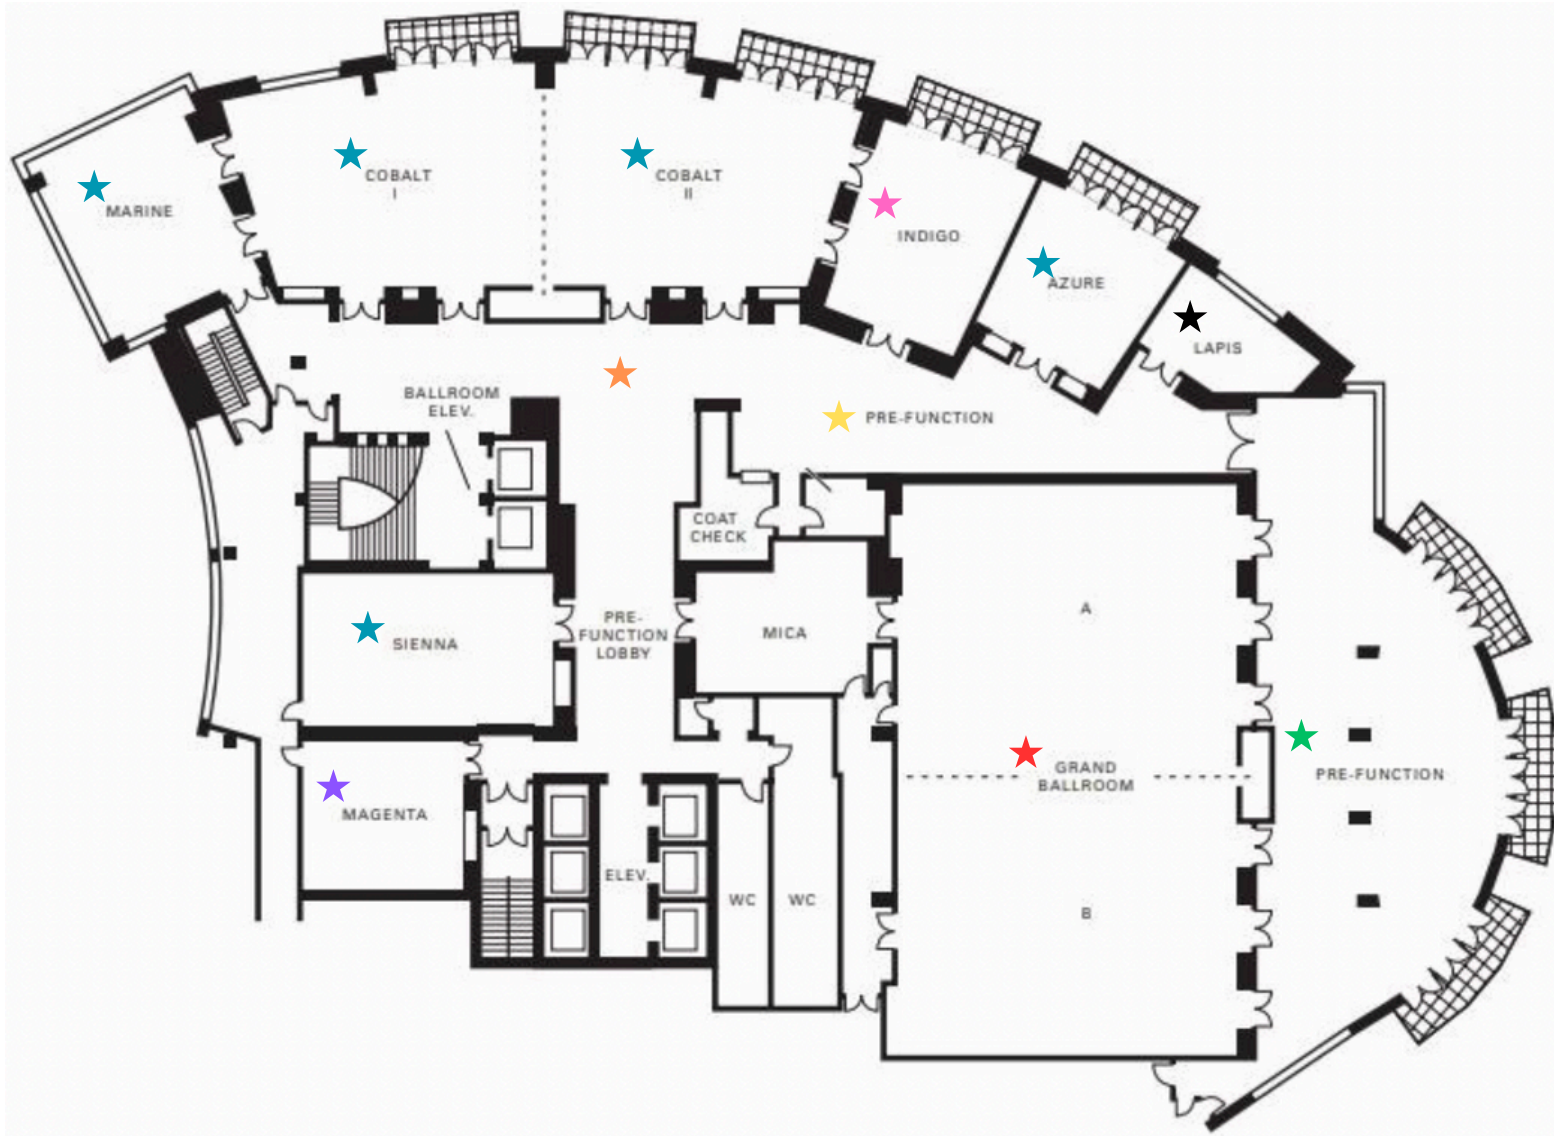 MARINE
COBALT
I
COBALT
II
INDIGO
AZURE
LAPIS
BALLROOM
ELEV.
PRE-FUNCTION
COAT
CHECK
PRE-
FUNCTION
LOBBY
MICA
SIENNA
A
MAGENTA
GRAND
BALLROOM
PRE-FUNCTION
ELEV.
WC
WC
B